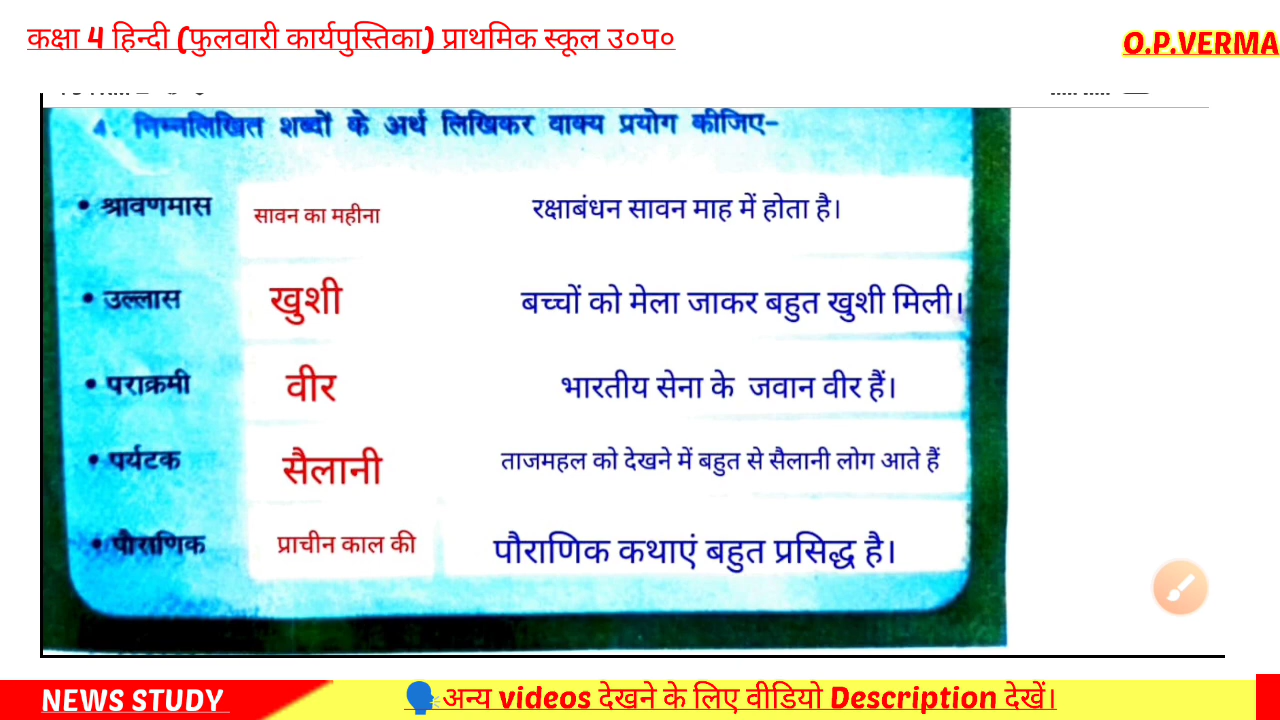 कक्षा 4 हिन्दी (फुलवारी कार्यपुस्तिका) प्राथमिक स्कूल उ०प०
O.P.VERMA
4. निम्नलिखित शब्दों के अर्थ लिखिकर वाक्य प्रयोग कीजिए-
• श्रावणमास सावन का महीना रक्षाबंधन सावन माह में होता है।
• उल्लास खुशी बच्चों को मेला जाकर बहुत खुशी मिली।
• पराक्रमी वीर भारतीय सेना के जवान वीर हैं।
• पर्यटक सैलानी ताजमहल को देखने में बहुत से सैलानी लोग आते हैं
• पौराणिक प्राचीन काल की पौराणिक कथाएं बहुत प्रसिद्ध है।
NEWS STUDY
🗣️अन्य videos देखने के लिए वीडियो Description देखें।